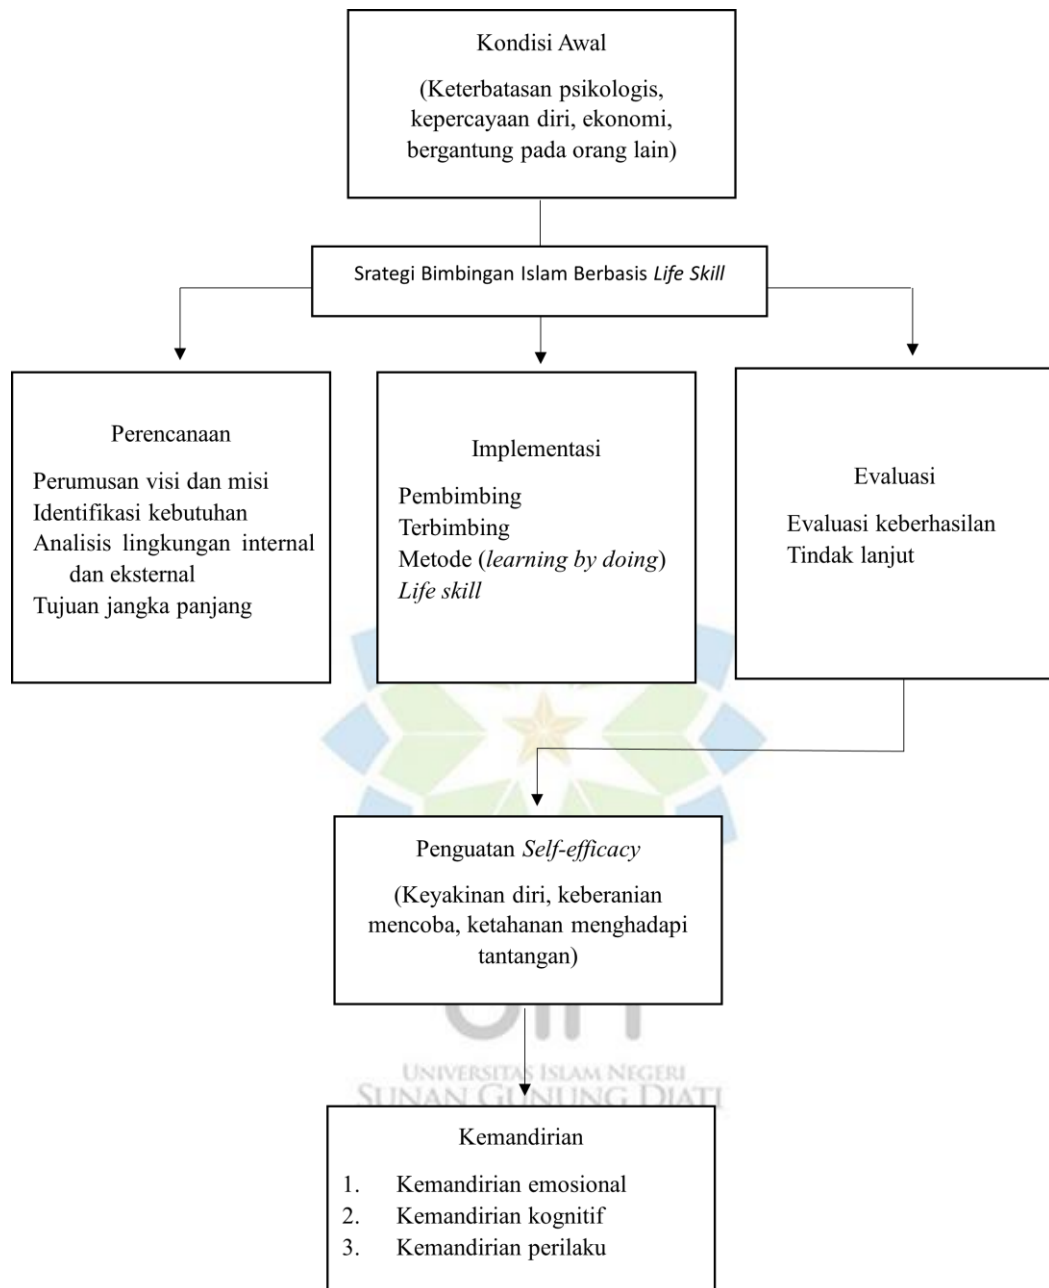 Kondisi Awal
(Keterbatasan psikologis,
kepercayaan diri, ekonomi,
bergantung pada orang lain)
Srategi Bimbingan Islam Berbasis Life Skill
Perencanaan
Perumusan visi dan misi
Identifikasi kebutuhan
Analisis lingkungan internal
dan eksternal
Tujuan jangka panjang
Implementasi
Pembimbing
Terbimbing
Metode (learning by doing)
Life skill
Evaluasi
Evaluasi keberhasilan
Tindak lanjut
Penguatan Self-efficacy
(Keyakinan diri, keberanian
mencoba, ketahanan menghadapi
tantangan)
UNIVERSITAS ISLAM NEGERI
SUNAN GUNUNG DJATI
Kemandirian
1. Kemandirian emosional
2. Kemandirian kognitif
3. Kemandirian perilaku